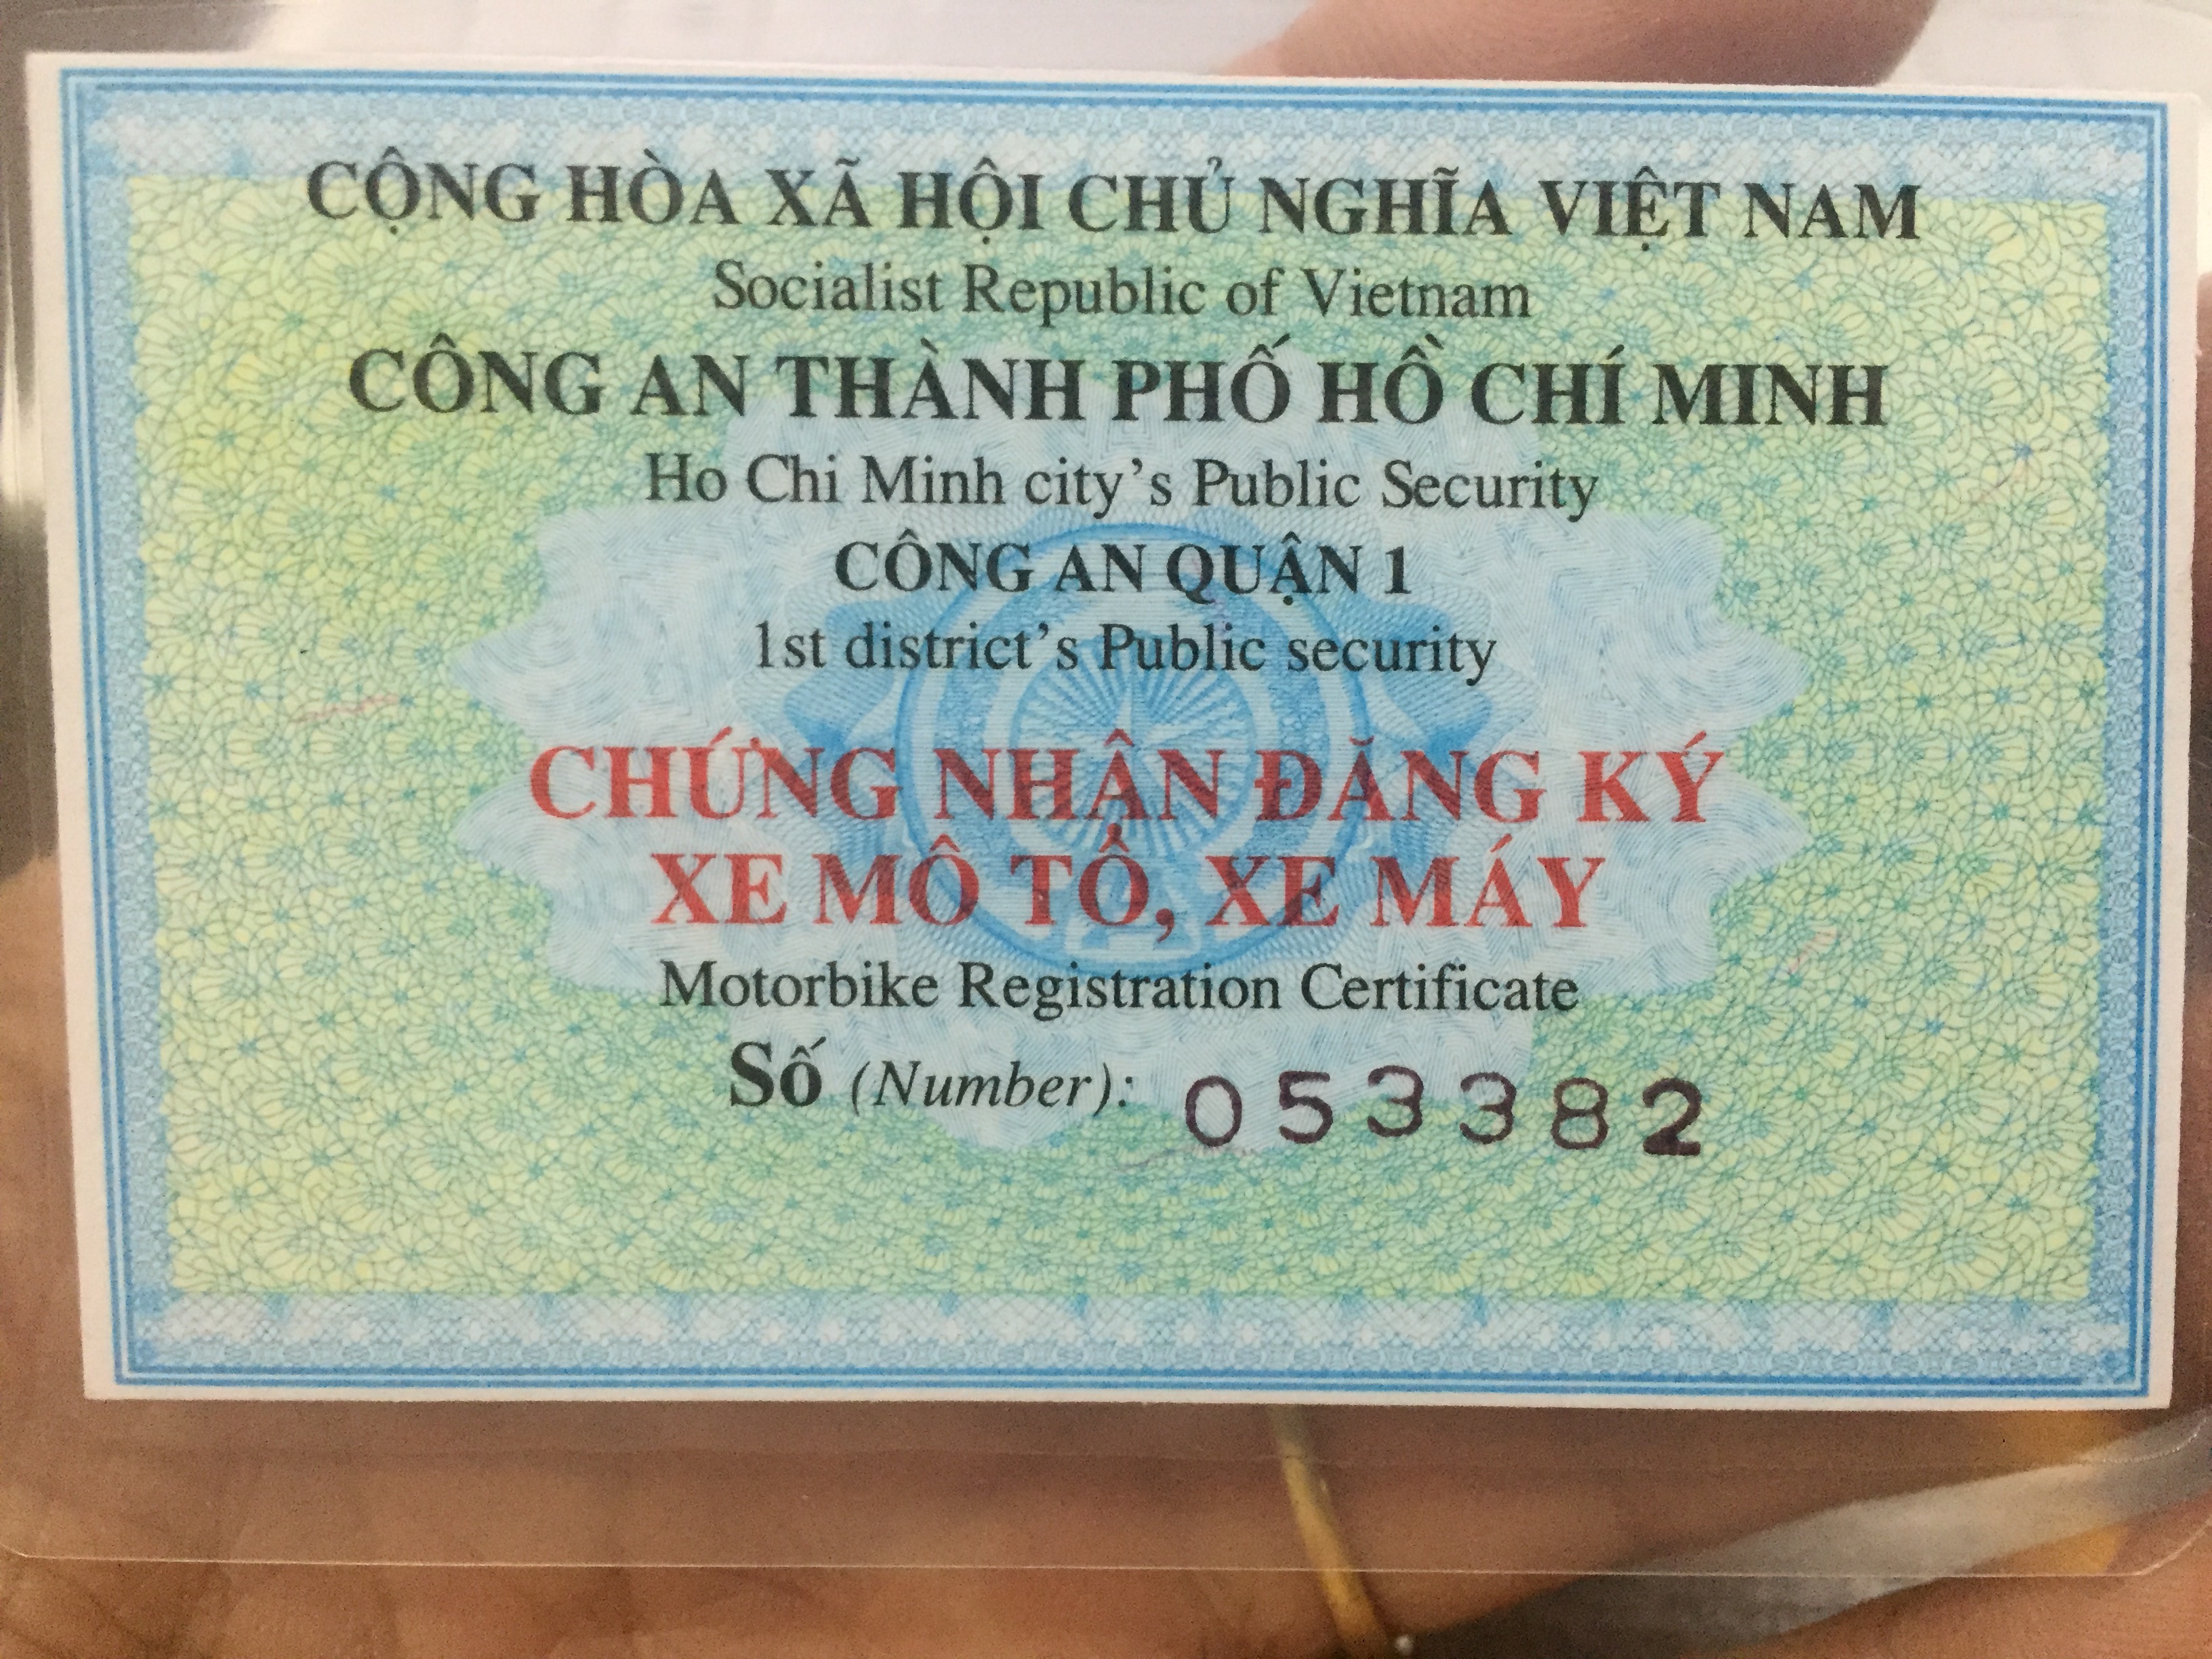 CỘNG HÒA XÃ HỘI CHỦ NGHĨA VIỆT NAM
Socialist Republic of Vietnam
CÔNG AN THÀNH PHỐ HỒ CHÍ MINH
Ho Chi Minh city's Public Security
CÔNG AN QUẬN 1
1st district's Public security
CHỨNG NHẬN ĐĂNG KÝ
XE MÔ TÔ, XE MÁY
Motorbike Registration Certificate
Số (Number): 053382